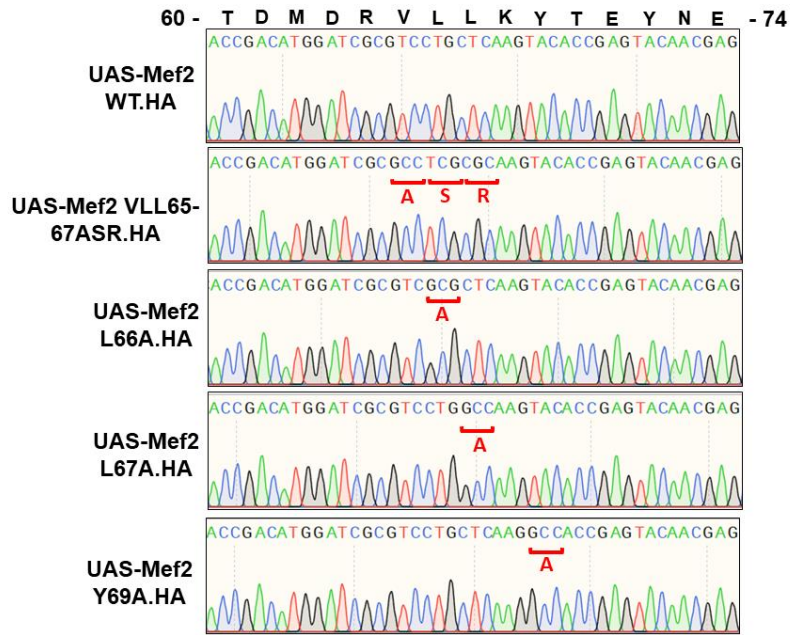 60 - T D M D R V L L K Y T E Y N E - 74
UAS-Mef2
WT.HA
ACCGACATGGATCGCGTCCTGCTCAAGTACACCGAGTACAACGAG
UAS-Mef2 VLL65-
67ASR.HA
ACCGACATGGATCGCGCCTCGCGCAAGTACACCGAGTACAACGAG
A S R
UAS-Mef2
L66A.HA
ACCGACATGGATCGCGTCGCGCTCAAGTACACCGAGTACAACGAG
A
UAS-Mef2
L67A.HA
ACCGACATGGATCGCGTCCTGGCCAAGTACACCGAGTACAACGAG
A
UAS-Mef2
Y69A.HA
ACCGACATGGATCGCGTCCTGCTCAAGGCCACCGAGTACAACGAG
A